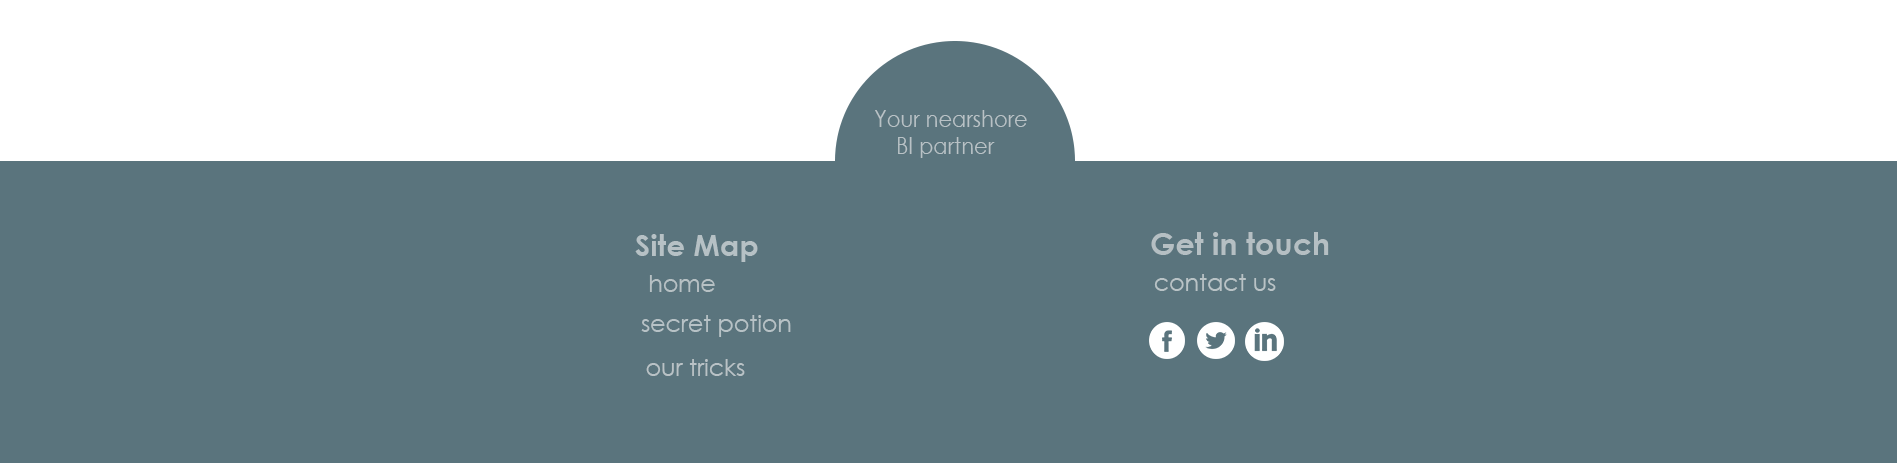 Your nearshore
BI partner
Site Map
home
secret potion
our tricks
Get in touch
contact us